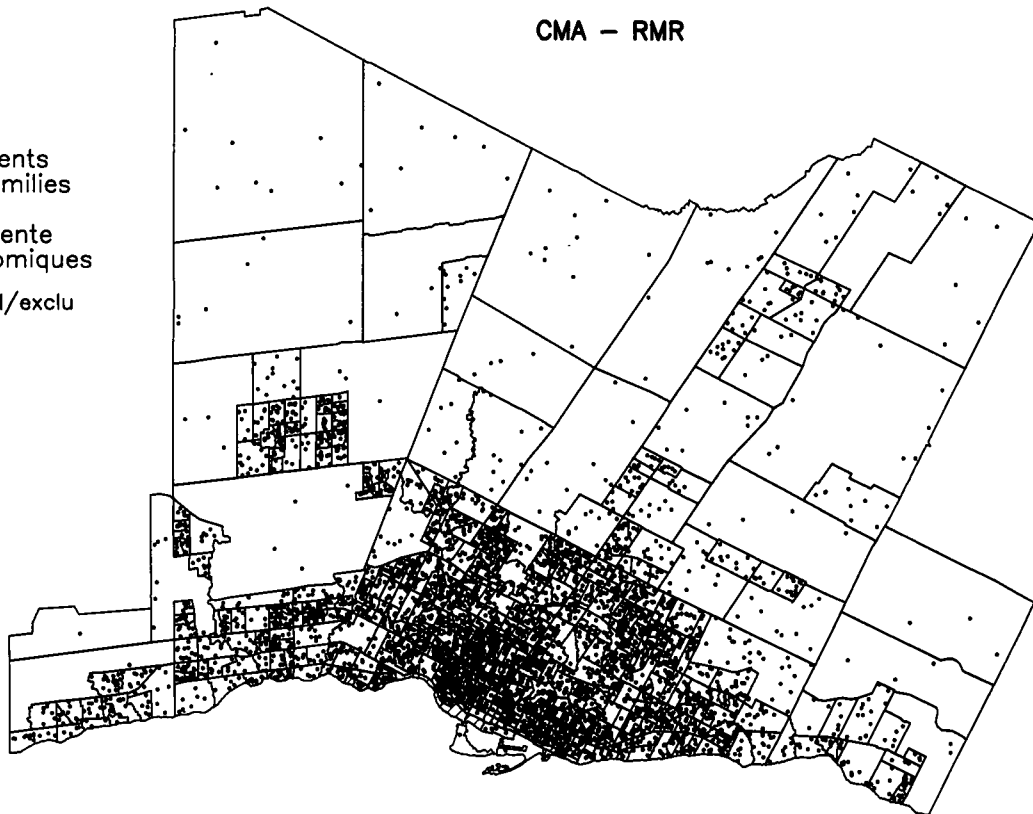 CMA – RMR
ents
milies
ente
omiques
l/exclu